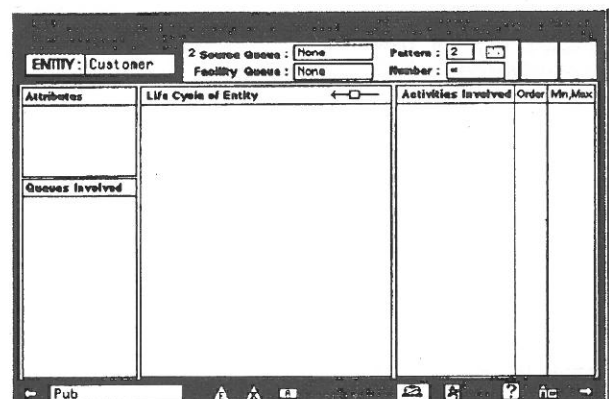 ENTITY: Customer
2 Source Queue : None
Facility Queue : None
Pattern : 2
Number : =
Attributes
Life Cycle of Entity
Activities Involved Order Min,Max
Queues Involved
Pub
F
X
R
?